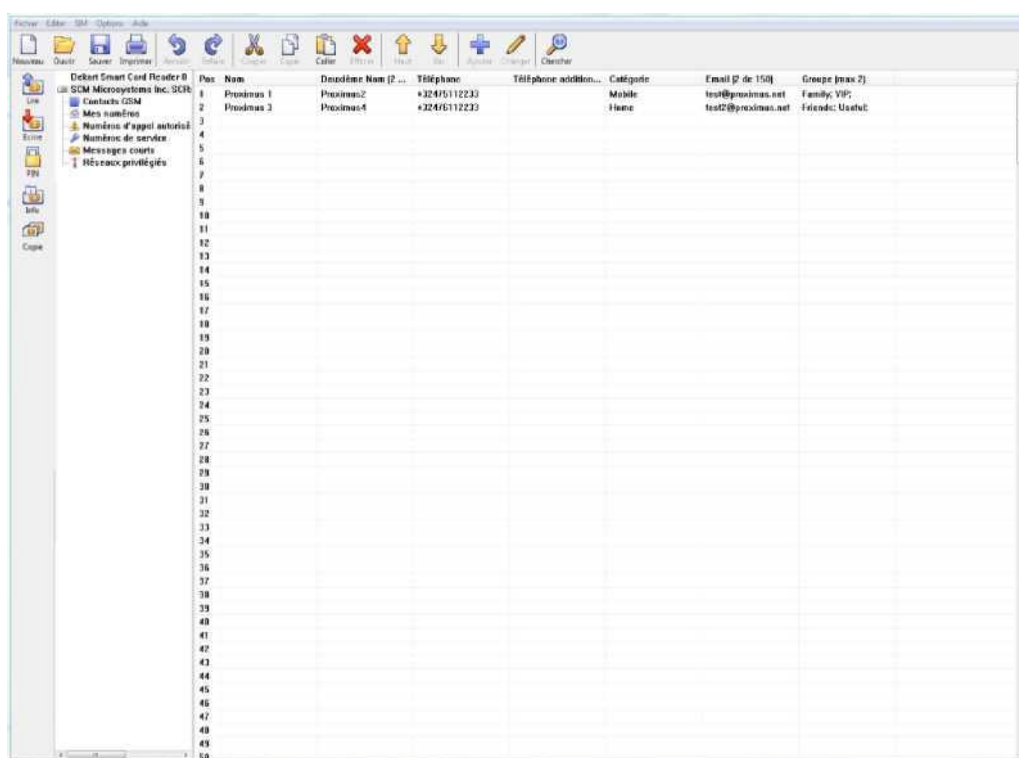 Fichier Editer SIM Options Aide
Nouveau Ouvrir Sauver Imprimer Annuler Refaire Couper Copie Coller Effacer Haut Bas Ajouter Changer Chercher
Lire
Ecrire
PIN
Info
Copie
Dekart Smart Card Reader 0
SCM Microsystems Inc. SCR
Contacts GSM
Mes numéros
Numéros d'appel autorisé
Numéros de service
Messages courts
Réseaux privilégiés
Pos Nom Deuxième Nom (2 ... Téléphone Téléphone addition... Catégorie Email (2 de 150) Groupe (max 2)
1 Proximus 1 Proximus2 +32475112233 Mobile test@proximus.net Family; VIP;
2 Proximus 3 Proximus4 +32476112233 Home test2@proximus.net Friends; Useful;
3
4
5
6
7
8
9
10
11
12
13
14
15
16
17
18
19
20
21
22
23
24
25
26
27
28
29
30
31
32
33
34
35
36
37
38
39
40
41
42
43
44
45
46
47
48
49
50